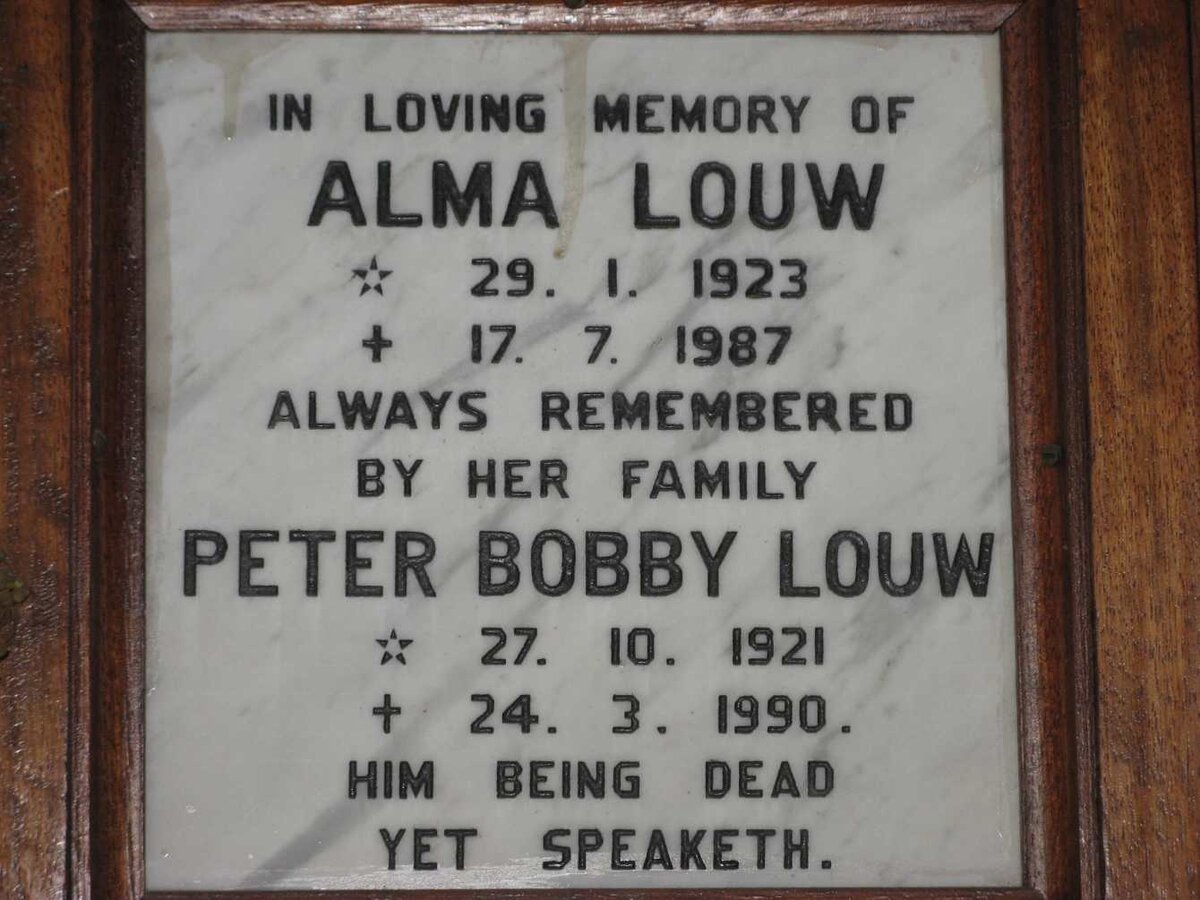 IN LOVING MEMORY OF
ALMA LOUW
☆ 29. 1. 1923
+ 17. 7. 1987
ALWAYS REMEMBERED
BY HER FAMILY
PETER BOBBY LOUW
☆ 27. 10. 1921
+ 24. 3. 1990.
HIM BEING DEAD
YET SPEAKETH.